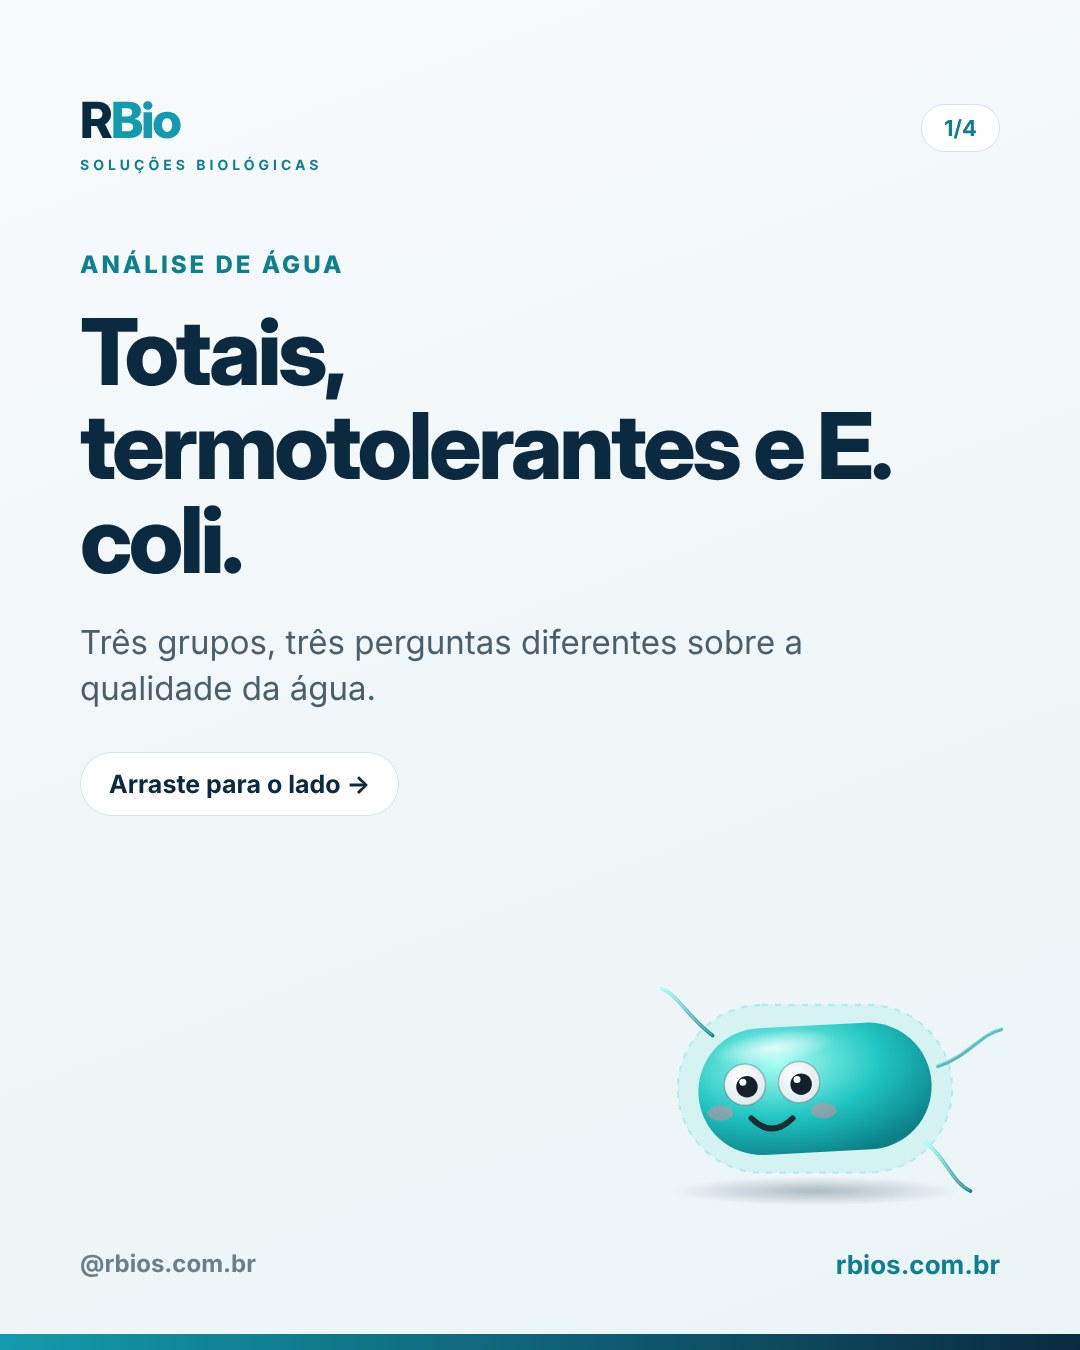 RBio
SOLUÇÕES BIOLÓGICAS
1/4
ANÁLISE DE ÁGUA
Totais,
termotolerantes e E.
coli.
Três grupos, três perguntas diferentes sobre a
qualidade da água.
Arraste para o lado →
@rbios.com.br
rbios.com.br